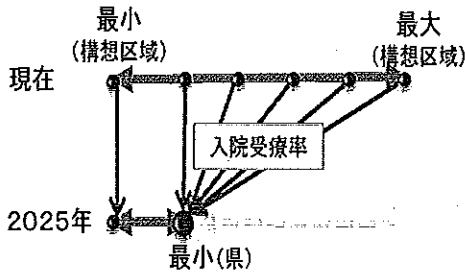 最小
(構想区域)
最大
(構想区域)
現在
入院受療率
2025年
最小(県)